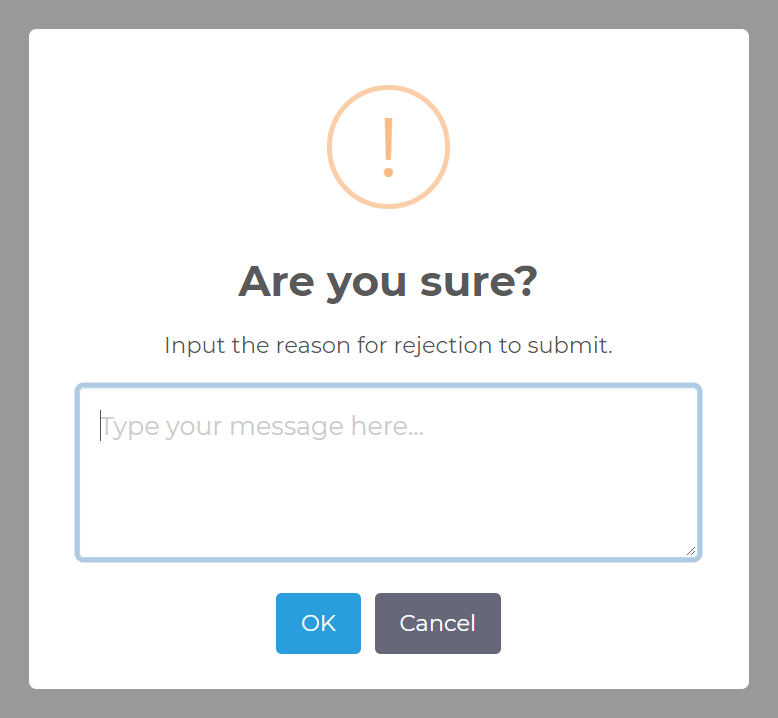 !
Are you sure?
Input the reason for rejection to submit.
Type your message here...
OK
Cancel